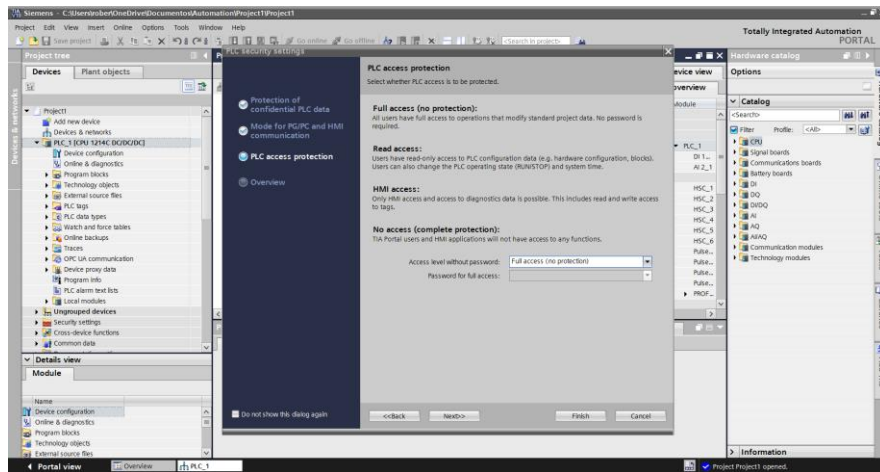 Siemens - C:\Users\rober\OneDrive\Documentos\Automation\Project1\Project1
Project Edit View Insert Online Options Tools Window Help
Totally Integrated Automation
PORTAL
Save project
Go online
Go offline
<Search in project>
Project tree
Devices
Plant objects
Devices & networks
Project1
Add new device
Devices & networks
PLC_1 [CPU 1214C DC/DC/DC]
Device configuration
Online & diagnostics
Program blocks
Technology objects
External source files
PLC tags
PLC data types
Watch and force tables
Online backups
Traces
OPC UA communication
Device proxy data
Program info
PLC alarm text lists
Local modules
Ungrouped devices
Security settings
Cross-device functions
Common data
Details view
Module
Name
Device configuration
Online & diagnostics
Program blocks
Technology objects
External source files
PLC security settings
Protection of
confidential PLC data
Mode for PG/PC and HMI
communication
PLC access protection
Overview
Do not show this dialog again
PLC access protection
Select whether PLC access is to be protected.
Full access (no protection):
All users have full access to operations that modify standard project data. No password is
required.
Read access:
Users have read-only access to PLC configuration data (e.g. hardware configuration, blocks).
Users can also change the PLC operating state (RUN/STOP) and system time.
HMI access:
Only HMI access and access to diagnostics data is possible. This includes read and write access
to tags.
No access (complete protection):
TIA Portal users and HMI applications will not have access to any functions.
Access level without password: Full access (no protection)
Password for full access:
<<Back
Next>>
Finish
Cancel
evice view
overview
Module
PLC_1
DI 1...
AI 2_1
HSC_1
HSC_2
HSC_3
HSC_4
HSC_5
HSC_6
Pulse...
Pulse...
Pulse...
Pulse...
PROF...
Hardware catalog
Options
Catalog
<Search>
Filter
Profile: <All>
CPU
Signal boards
Communications boards
Battery boards
DI
DQ
DI/DQ
AI
AQ
AI/AQ
Communication modules
Technology modules
Information
Portal view
Overview
PLC_1
Project Project1 opened.